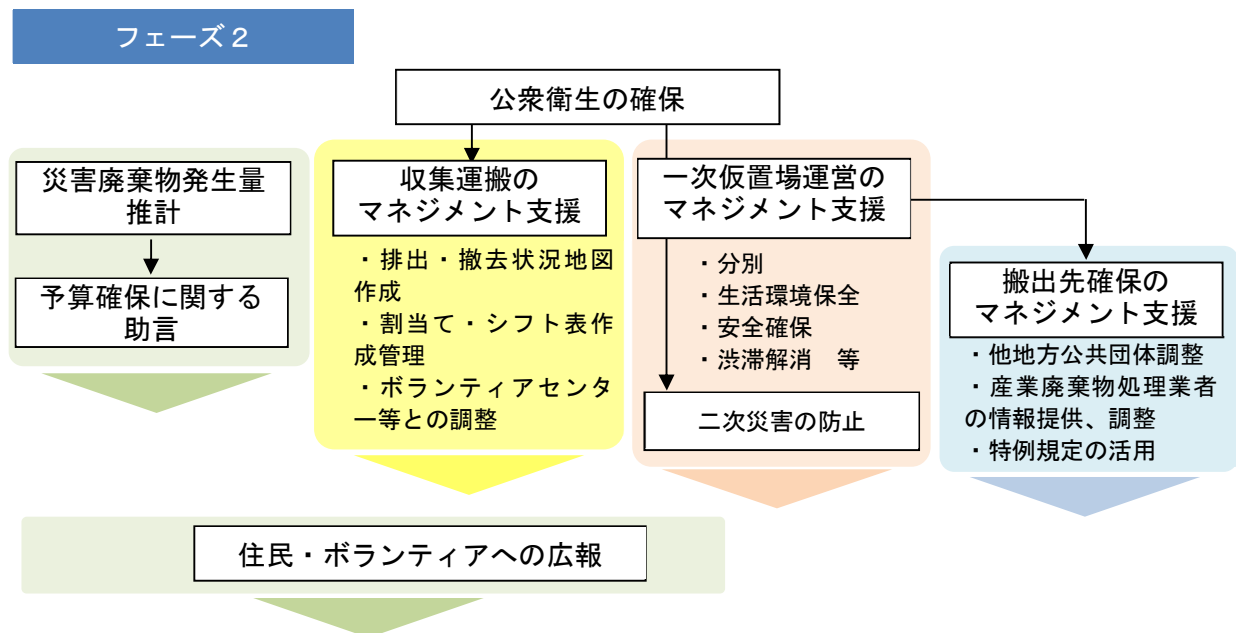 フェーズ２
公衆衛生の確保
災害廃棄物発生量
推計
予算確保に関する
助言
収集運搬の
マネジメント支援
・排出・撤去状況地図
作成
・割当て・シフト表作
成管理
・ボランティアセンタ
ー等との調整
一次仮置場運営の
マネジメント支援
・分別
・生活環境保全
・安全確保
・渋滞解消　等
二次災害の防止
搬出先確保の
マネジメント支援
・他地方公共団体調整
・産業廃棄物処理業者
の情報提供、調整
・特例規定の活用
住民・ボランティアへの広報